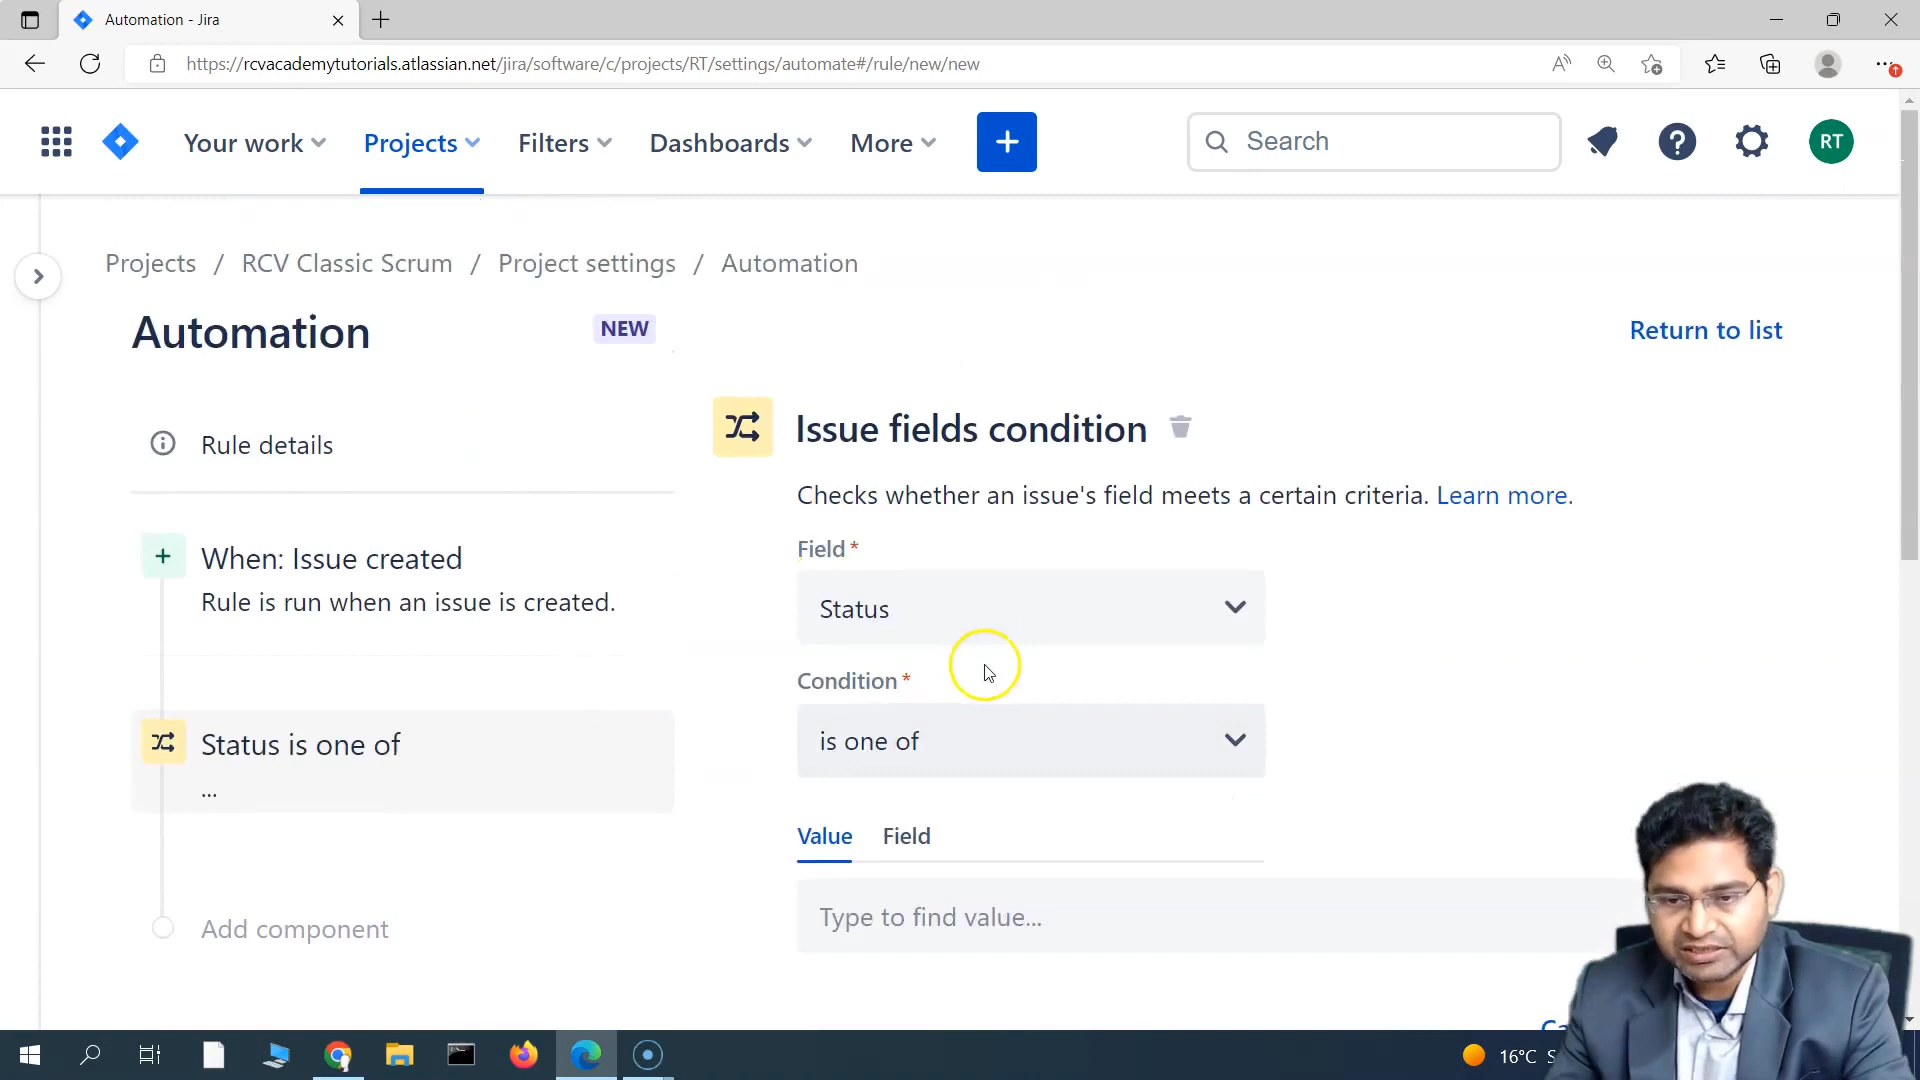 Automation - Jira
https://rcvacademytutorials.atlassian.net/jira/software/c/projects/RT/settings/automate#/rule/new/new
Your work Projects Filters Dashboards More + Search ? RT
Projects / RCV Classic Scrum / Project settings / Automation
Automation NEW Return to list
Rule details
Issue fields condition
Checks whether an issue's field meets a certain criteria. Learn more.
Field *
When: Issue created
Rule is run when an issue is created.
Status
Condition *
is one of
Status is one of
...
Value Field
Type to find value...
Add component
Ca
16°C S